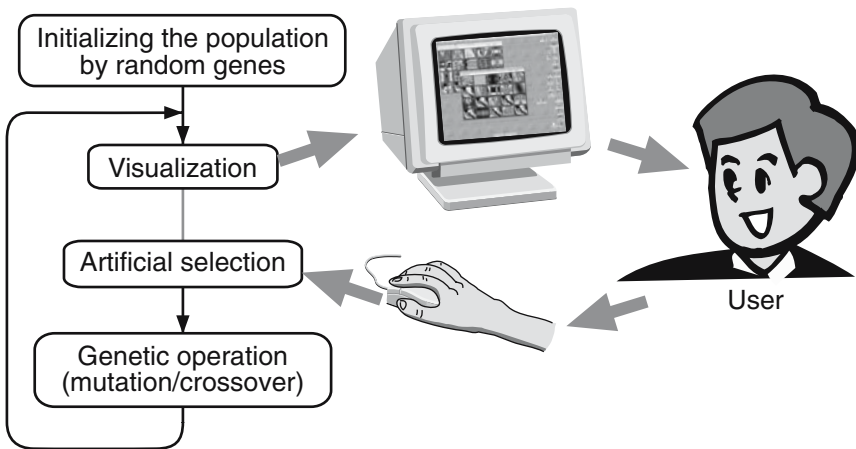 Initializing the population
by random genes
Visualization
Artificial selection
User
Genetic operation
(mutation/crossover)